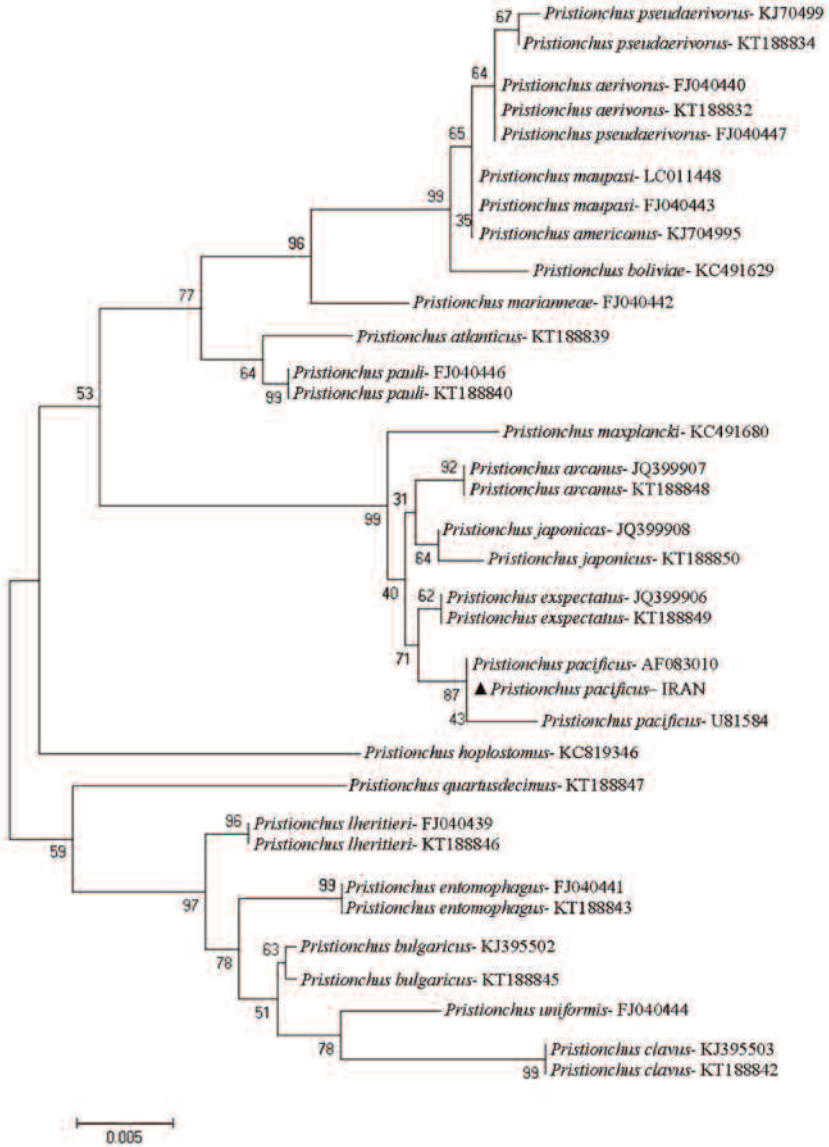 67 Pristionchus pseudaerivorus- KJ70499
Pristionchus pseudaerivorus- KT188834
64
Pristionchus aerivorus- FJ040440
Pristionchus aerivorus- KT188832
65 Pristionchus pseudaerivorus- FJ040447
Pristionchus maupasi- LC011448
99
Pristionchus maupasi- FJ040443
35
Pristionchus americanus- KJ704995
96
Pristionchus boliviae- KC491629
77
Pristionchus marianneae- FJ040442
Pristionchus atlanticus- KT188839
64 Pristionchus pauli- FJ040446
53 99 Pristionchus pauli- KT188840
Pristionchus maxplancki- KC491680
92 Pristionchus arcanus- JQ399907
31 Pristionchus arcanus- KT188848
99
Pristionchus japonicas- JQ399908
64 Pristionchus japonicus- KT188850
40 62 Pristionchus exspectatus- JQ399906
Pristionchus exspectatus- KT188849
71
Pristionchus pacificus- AF083010
87 ▲ Pristionchus pacificus– IRAN
43 Pristionchus pacificus- U81584
Pristionchus hoplostomus- KC819346
Pristionchus quartusdecimus- KT188847
96 Pristionchus lheritieri- FJ040439
59 Pristionchus lheritieri- KT188846
99 Pristionchus entomophagus- FJ040441
97 Pristionchus entomophagus- KT188843
63 Pristionchus bulgaricus- KJ395502
78
Pristionchus bulgaricus- KT188845
51 Pristionchus uniformis- FJ040444
78 Pristionchus clavus- KJ395503
99 Pristionchus clavus- KT188842
0.005